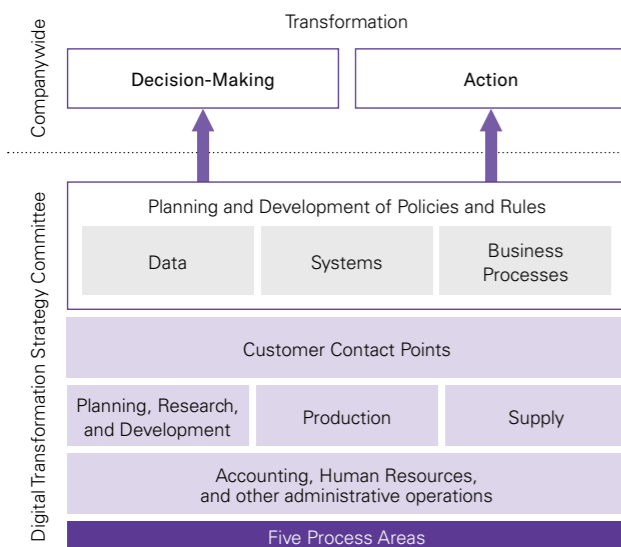 Companywide
Transformation
Decision-Making
Action
Digital Transformation Strategy Committee
Planning and Development of Policies and Rules
Data
Systems
Business
Processes
Customer Contact Points
Planning, Research,
and Development
Production
Supply
Accounting, Human Resources,
and other administrative operations
Five Process Areas